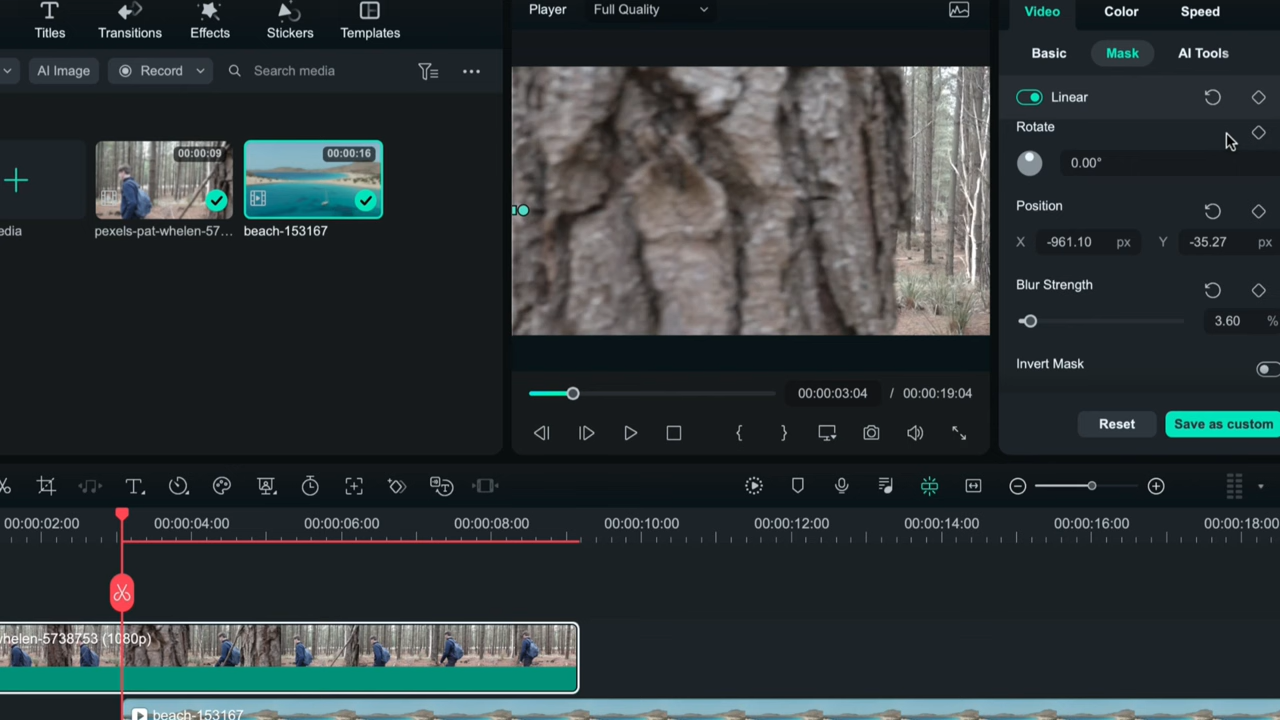 Titles
Transitions
Effects
Stickers
Templates
Player
Full Quality
Video
Color
Speed
AI Image
Record
Search media
Basic
Mask
AI Tools
Linear
Rotate
0.00°
Position
X -961.10 px Y -35.27 px
Blur Strength
3.60 %
Invert Mask
Reset
Save as custom
00:00:09
00:00:16
edia
pexels-pat-whelen-57...
beach-153167
00:00:03:04 / 00:00:19:04
00:00:02:00
00:00:04:00
00:00:06:00
00:00:08:00
00:00:10:00
00:00:12:00
00:00:14:00
00:00:16:00
00:00:18:00
whelen-5738753 (1080p)
beach-153167